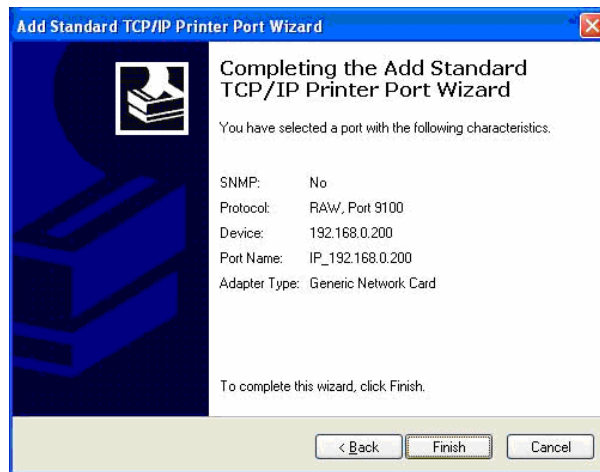 Add Standard TCP/IP Printer Port Wizard
Completing the Add Standard
TCP/IP Printer Port Wizard
You have selected a port with the following characteristics.
SNMP: No
Protocol: RAW, Port 9100
Device: 192.168.0.200
Port Name: IP_192.168.0.200
Adapter Type: Generic Network Card
To complete this wizard, click Finish.
< Back Finish Cancel